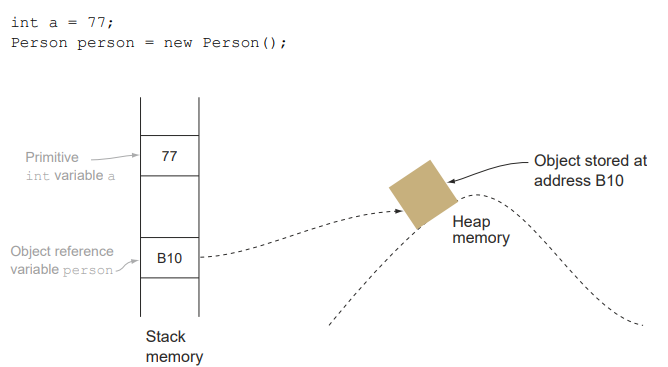 int a = 77;
Person person = new Person();
Primitive
int variable a
77
Object stored at
address B10
Heap
memory
Object reference
variable person
B10
Stack
memory